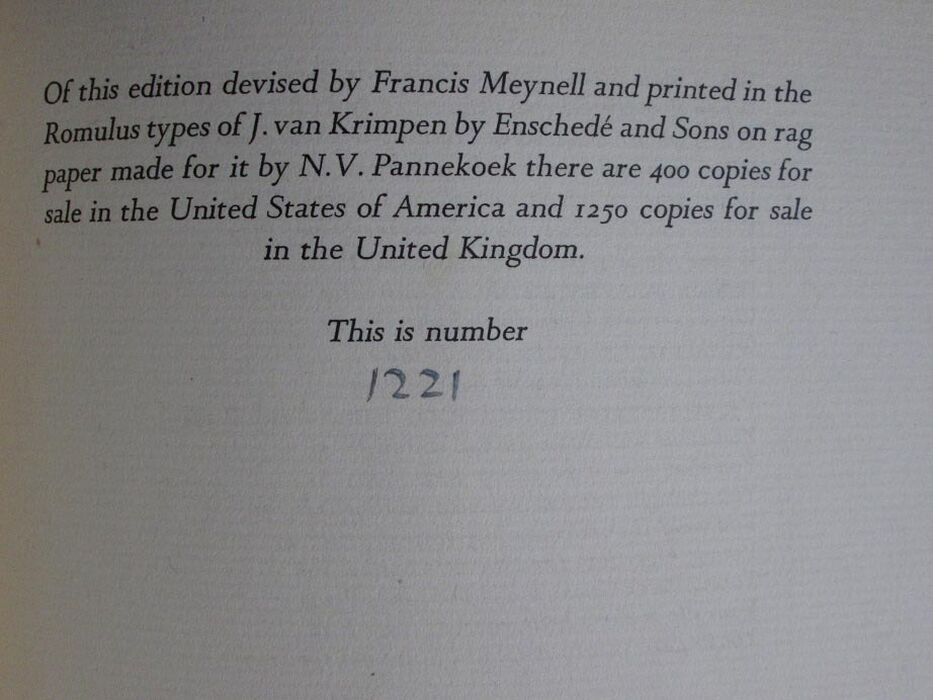 Of this edition devised by Francis Meynell and printed in the
Romulus types of J. van Krimpen by Enschedé and Sons on rag
paper made for it by N.V. Pannekoek there are 400 copies for
sale in the United States of America and 1250 copies for sale
in the United Kingdom.
This is number
1221